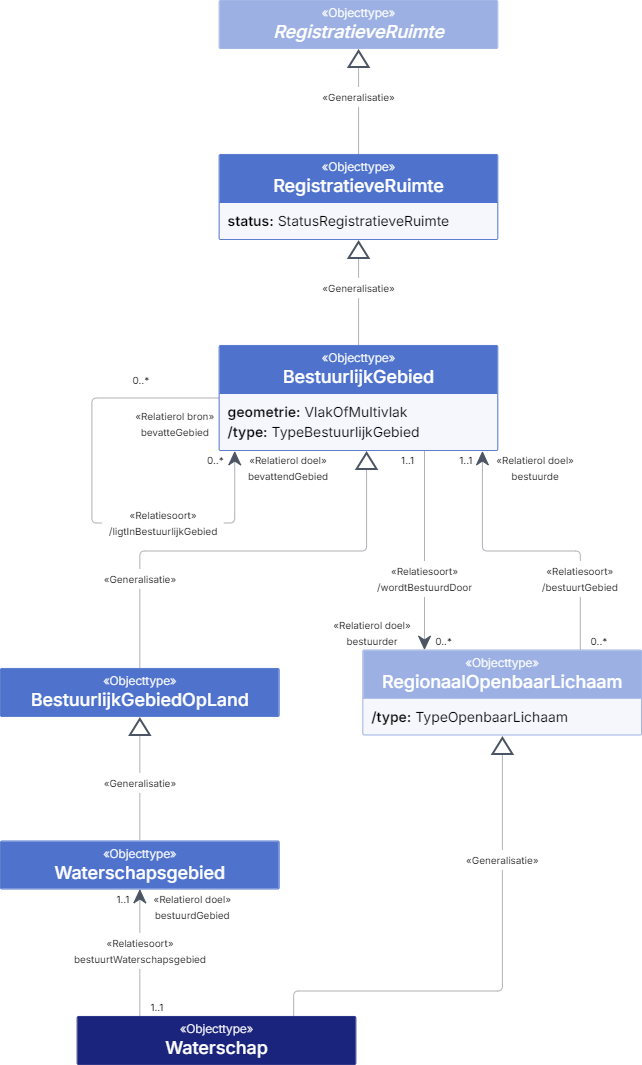 «Objecttype»
RegistratieveRuimte
«Generalisatie»
«Objecttype»
RegistratieveRuimte
status: StatusRegistratieveRuimte
«Generalisatie»
«Objecttype»
BestuurlijkGebied
geometrie: VlakOfMultivlak
/type: TypeBestuurlijkGebied
0..*
«Relatierol bron»
bevatteGebied
0..*
«Relatierol doel»
bevattendGebied
1..1
1..1
«Relatierol doel»
bestuurde
«Relatiesoort»
/ligtInBestuurlijkGebied
«Generalisatie»
«Relatiesoort»
/wordtBestuurdDoor
«Relatiesoort»
/bestuurtGebied
«Relatierol doel»
bestuurder
0..*
0..*
«Objecttype»
BestuurlijkGebiedOpLand
«Objecttype»
RegionaalOpenbaarLichaam
/type: TypeOpenbaarLichaam
«Generalisatie»
«Objecttype»
Waterschapsgebied
«Generalisatie»
1..1
«Relatierol doel»
bestuurdGebied
«Relatiesoort»
bestuurtWaterschapsgebied
1..1
«Objecttype»
Waterschap